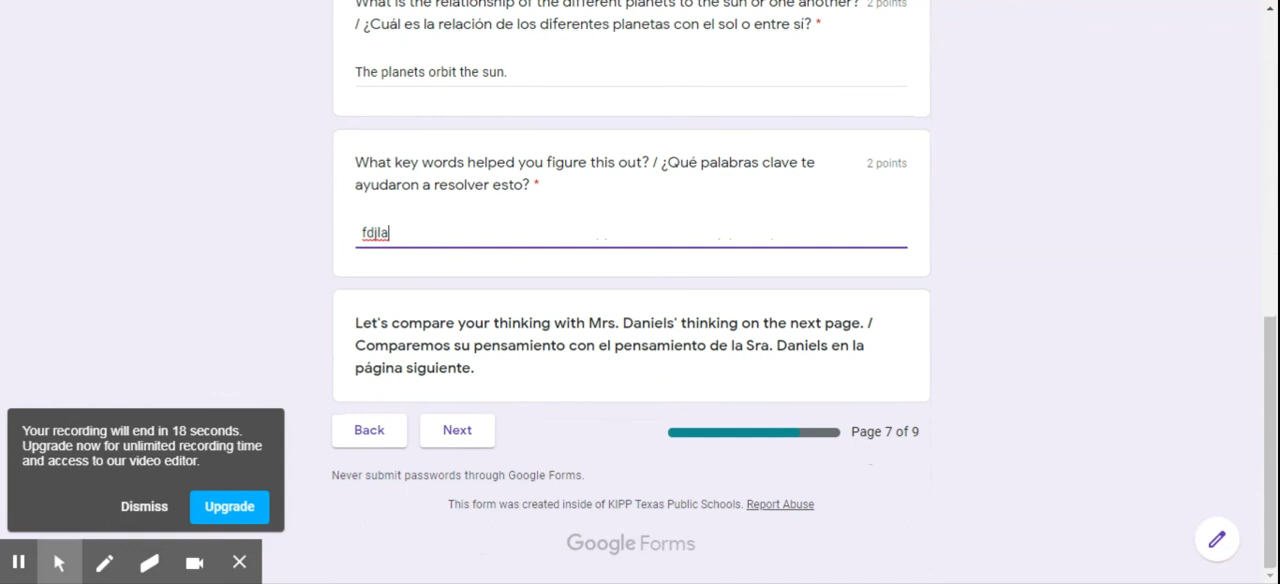 What is the relationship of the different planets to the sun or one another? 2 points
/ ¿Cuál es la relación de los diferentes planetas con el sol o entre sí? *
The planets orbit the sun.
What key words helped you figure this out? / ¿Qué palabras clave te 2 points
ayudaron a resolver esto? *
fdjla
Let's compare your thinking with Mrs. Daniels' thinking on the next page. /
Comparemos su pensamiento con el pensamiento de la Sra. Daniels en la
página siguiente.
Your recording will end in 18 seconds.
Upgrade now for unlimited recording time
and access to our video editor.
Dismiss Upgrade
Back Next Page 7 of 9
Never submit passwords through Google Forms.
This form was created inside of KIPP Texas Public Schools. Report Abuse
Google Forms